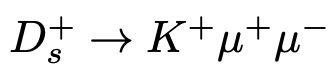 D_s^+ → K^+ μ^+ μ^-